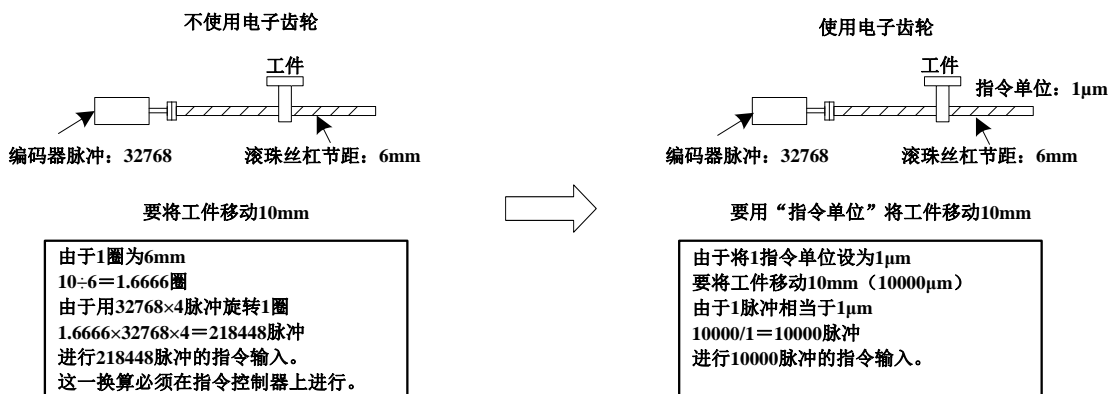 不使用电子齿轮
工件
编码器脉冲：32768
滚珠丝杠节距：6mm
要将工件移动10mm
由于1圈为6mm
10÷6＝1.6666圈
由于用32768×4脉冲旋转1圈
1.6666×32768×4＝218448脉冲
进行218448脉冲的指令输入。
这一换算必须在指令控制器上进行。
使用电子齿轮
工件
指令单位：1μm
编码器脉冲：32768
滚珠丝杠节距：6mm
要用“指令单位”将工件移动10mm
由于将1指令单位设为1μm
要将工件移动10mm（10000μm）
由于1脉冲相当于1μm
10000/1＝10000脉冲
进行10000脉冲的指令输入。